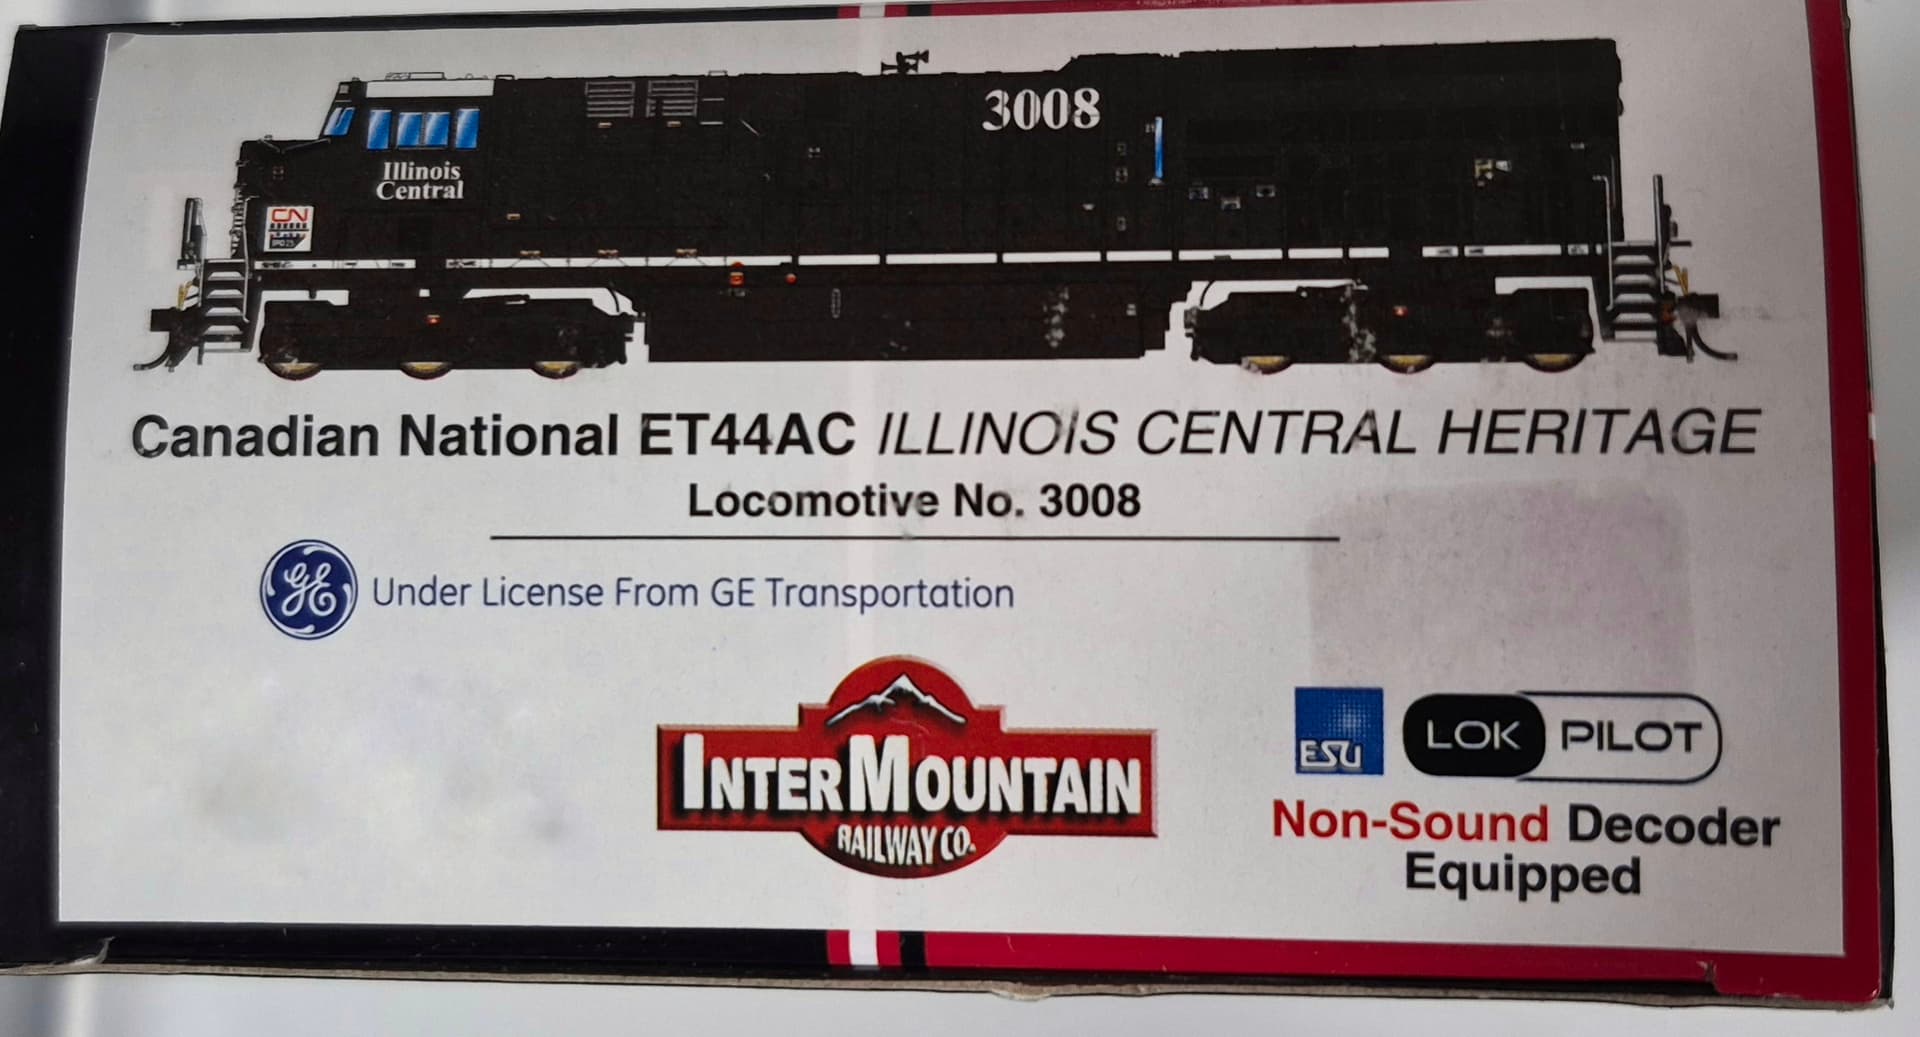 3008
Illinois
Central
CN
Canadian National ET44AC ILLINOIS CENTRAL HERITAGE
Locomotive No. 3008
GE Under License From GE Transportation
INTERMOUNTAIN
RAILWAY CO.
ESU LOK PILOT
Non-Sound Decoder
Equipped